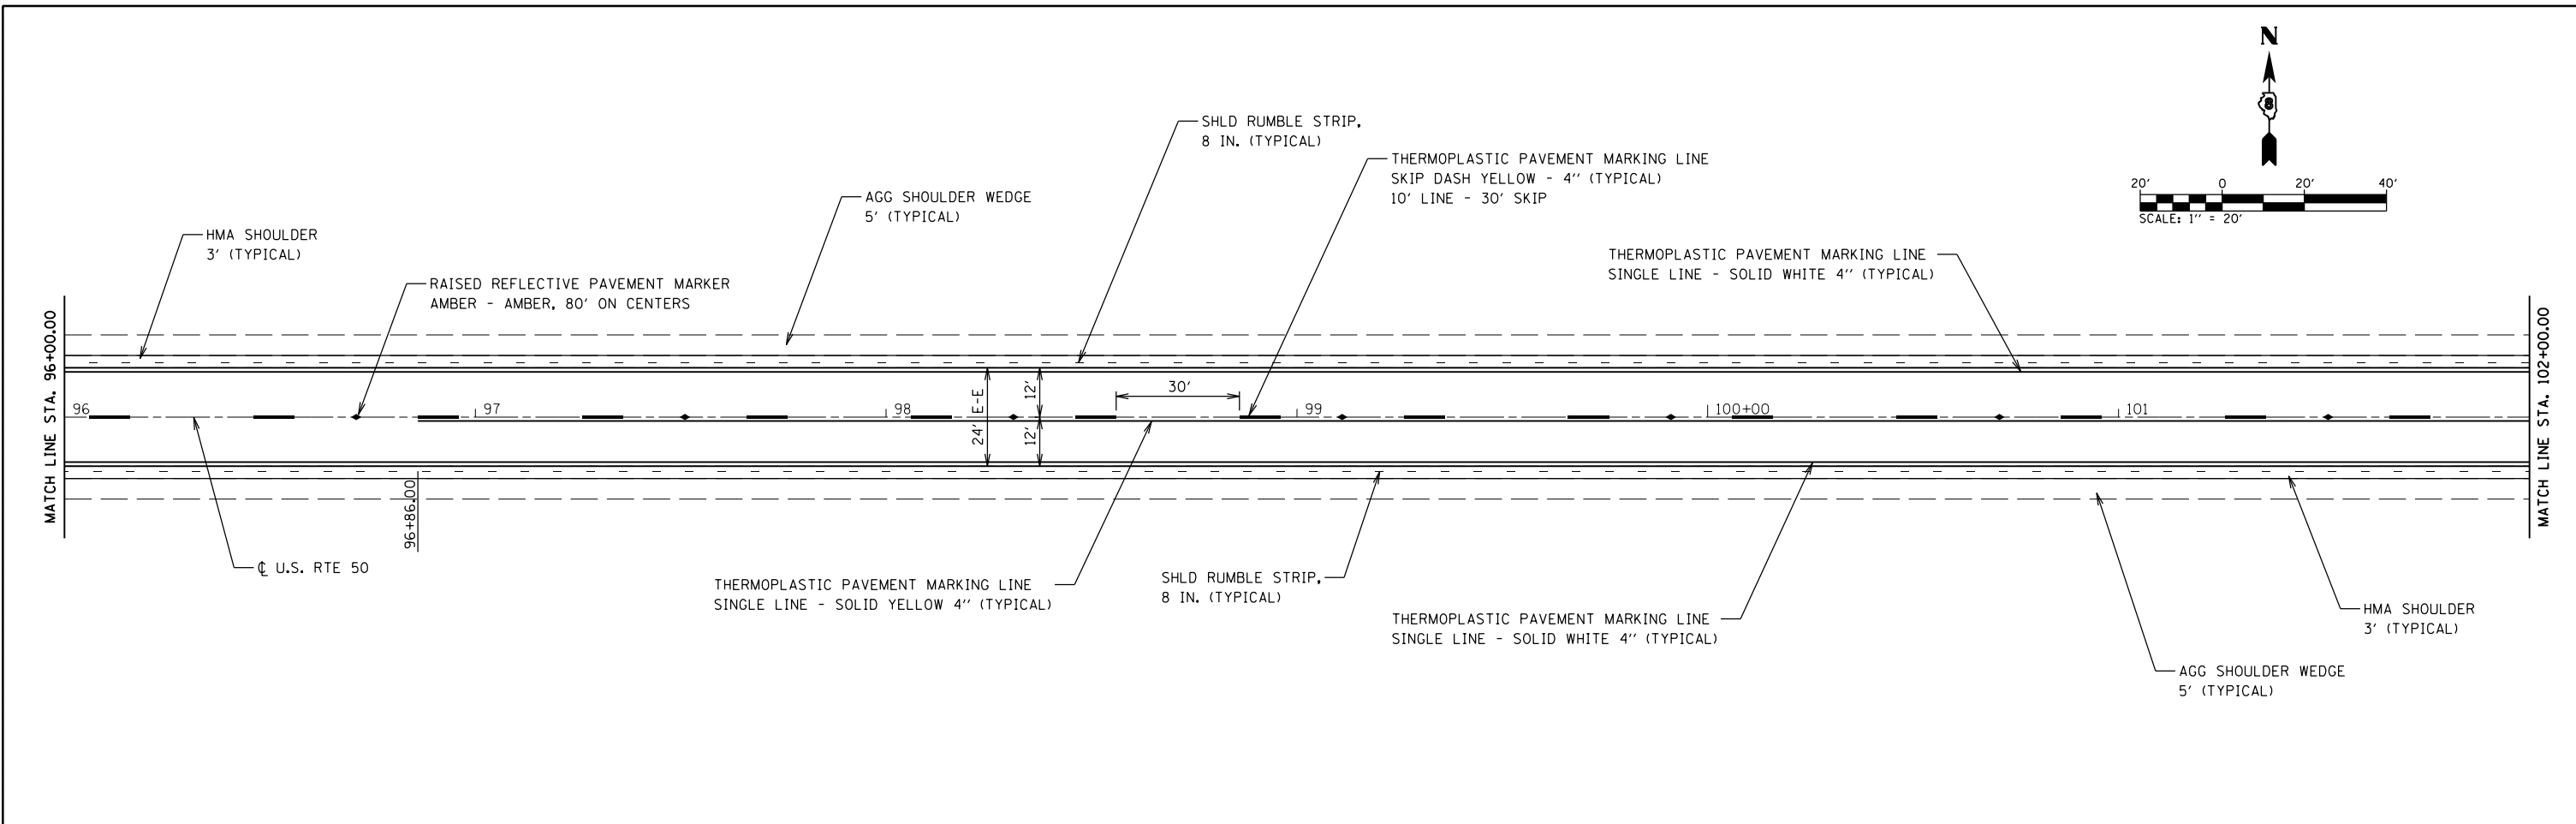 N
8
20' 0 20' 40'
SCALE: 1'' = 20'
SHLD RUMBLE STRIP,
8 IN. (TYPICAL)
THERMOPLASTIC PAVEMENT MARKING LINE
SKIP DASH YELLOW - 4'' (TYPICAL)
10' LINE - 30' SKIP
AGG SHOULDER WEDGE
5' (TYPICAL)
HMA SHOULDER
3' (TYPICAL)
THERMOPLASTIC PAVEMENT MARKING LINE
SINGLE LINE - SOLID WHITE 4'' (TYPICAL)
RAISED REFLECTIVE PAVEMENT MARKER
AMBER - AMBER, 80' ON CENTERS
MATCH LINE STA. 96+00.00
MATCH LINE STA. 102+00.00
30'
12'
24' E-E
12'
96 97 98 99 100+00 101
96+86.00
℄ U.S. RTE 50
THERMOPLASTIC PAVEMENT MARKING LINE
SINGLE LINE - SOLID YELLOW 4'' (TYPICAL)
SHLD RUMBLE STRIP,
8 IN. (TYPICAL)
THERMOPLASTIC PAVEMENT MARKING LINE
SINGLE LINE - SOLID WHITE 4'' (TYPICAL)
HMA SHOULDER
3' (TYPICAL)
AGG SHOULDER WEDGE
5' (TYPICAL)